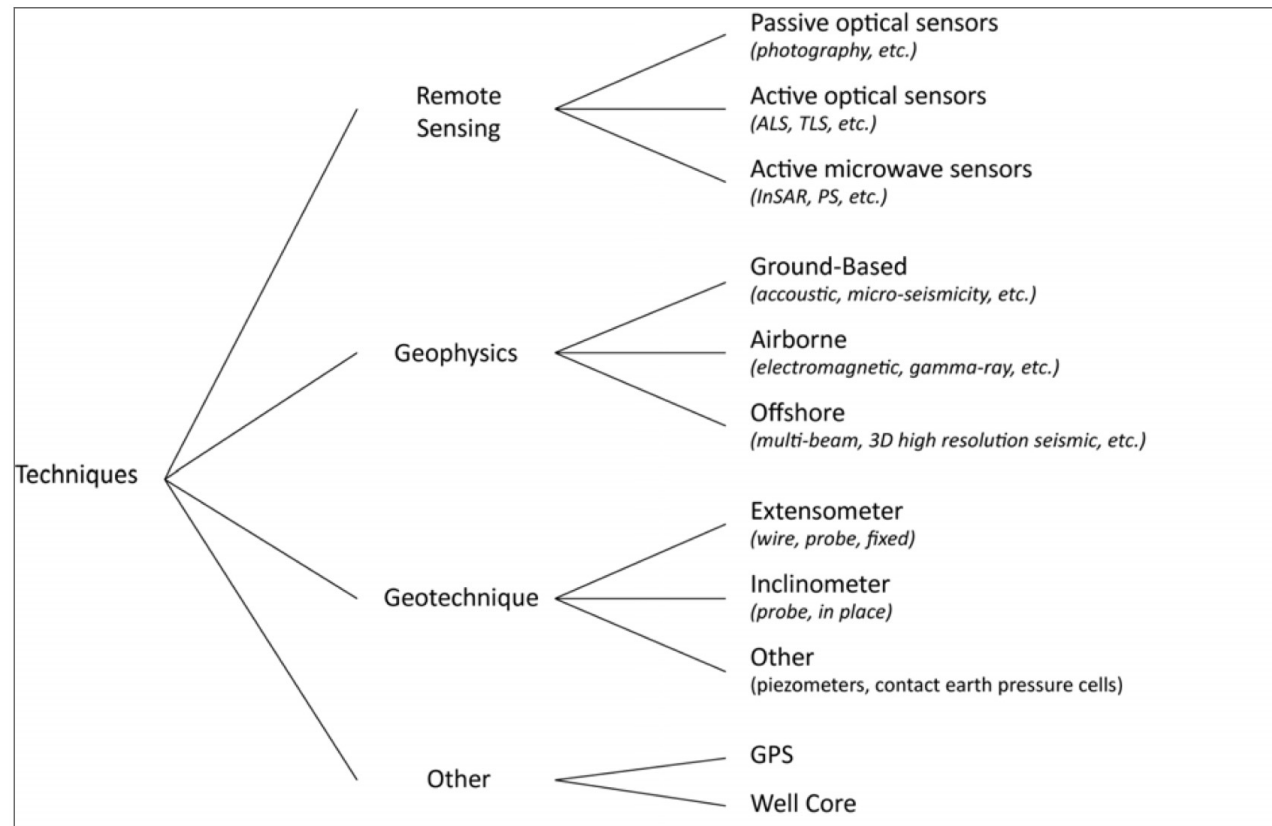 Passive optical sensors
(photography, etc.)
Remote
Sensing
Active optical sensors
(ALS, TLS, etc.)
Active microwave sensors
(InSAR, PS, etc.)
Ground-Based
(accoustic, micro-seismicity, etc.)
Geophysics
Airborne
(electromagnetic, gamma-ray, etc.)
Offshore
(multi-beam, 3D high resolution seismic, etc.)
Techniques
Extensometer
(wire, probe, fixed)
Geotechnique
Inclinometer
(probe, in place)
Other
(piezometers, contact earth pressure cells)
Other
GPS
Well Core